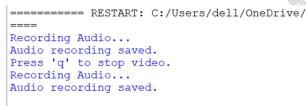 =========== RESTART: C:/Users/dell/OneDrive/
====
Recording Audio...
Audio recording saved.
Press 'q' to stop video.
Recording Audio...
Audio recording saved.